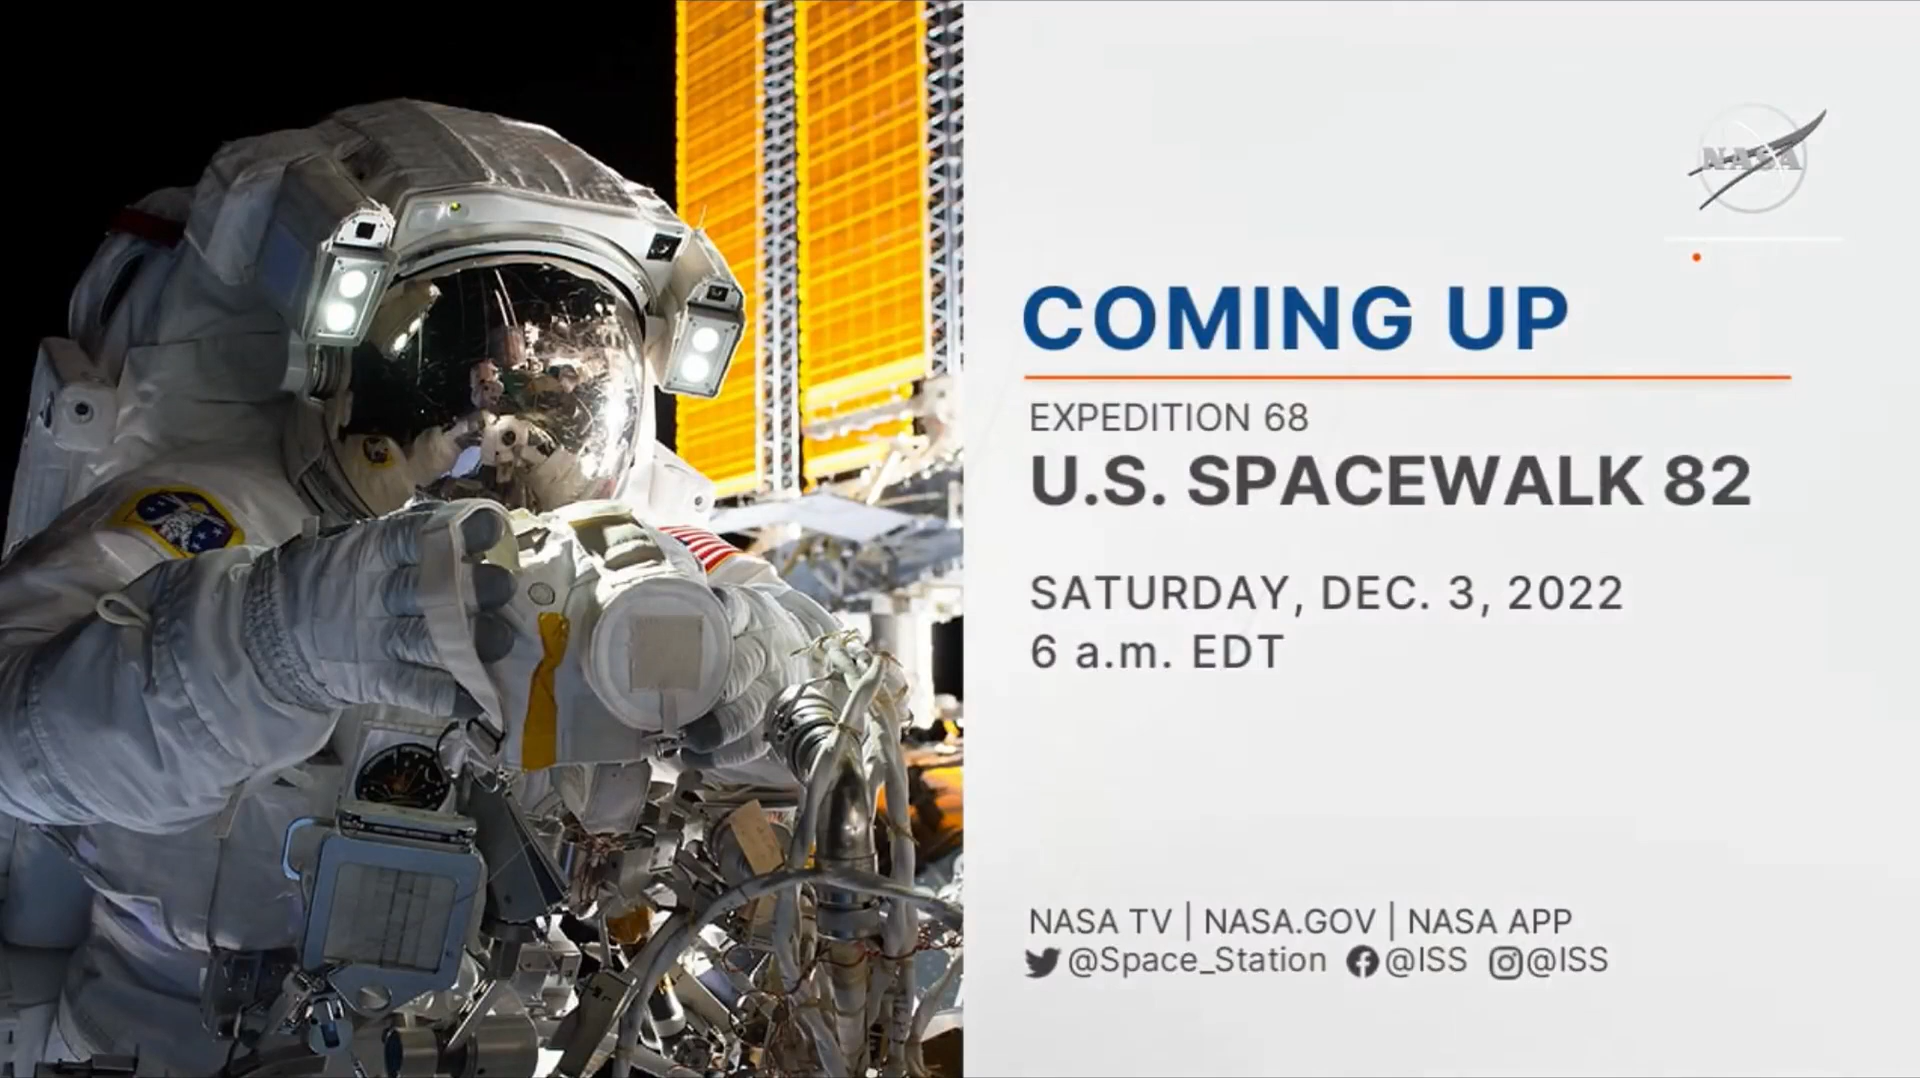 NASA
COMING UP
EXPEDITION 68
U.S. SPACEWALK 82
SATURDAY, DEC. 3, 2022
6 a.m. EDT
NASA TV | NASA.GOV | NASA APP
@Space_Station @ISS @ISS